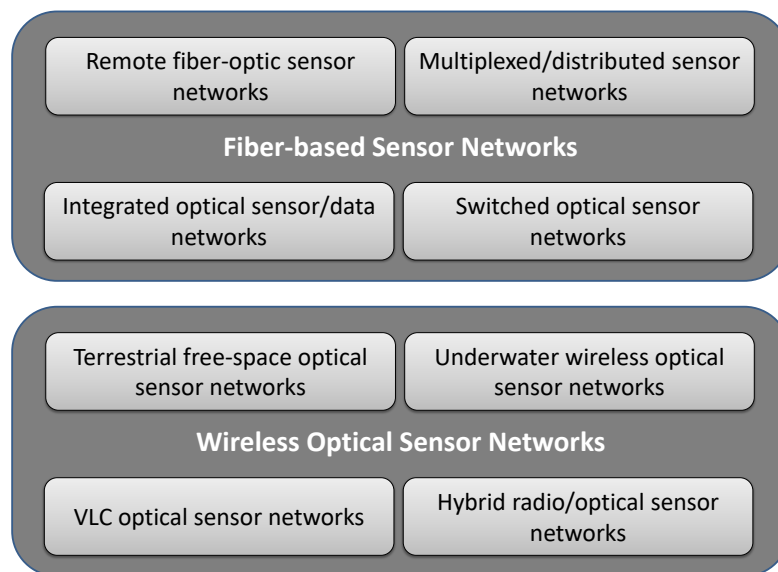 Remote fiber-optic sensor
networks
Multiplexed/distributed sensor
networks
Fiber-based Sensor Networks
Integrated optical sensor/data
networks
Switched optical sensor
networks
Terrestrial free-space optical
sensor networks
Underwater wireless optical
sensor networks
Wireless Optical Sensor Networks
VLC optical sensor networks
Hybrid radio/optical sensor
networks